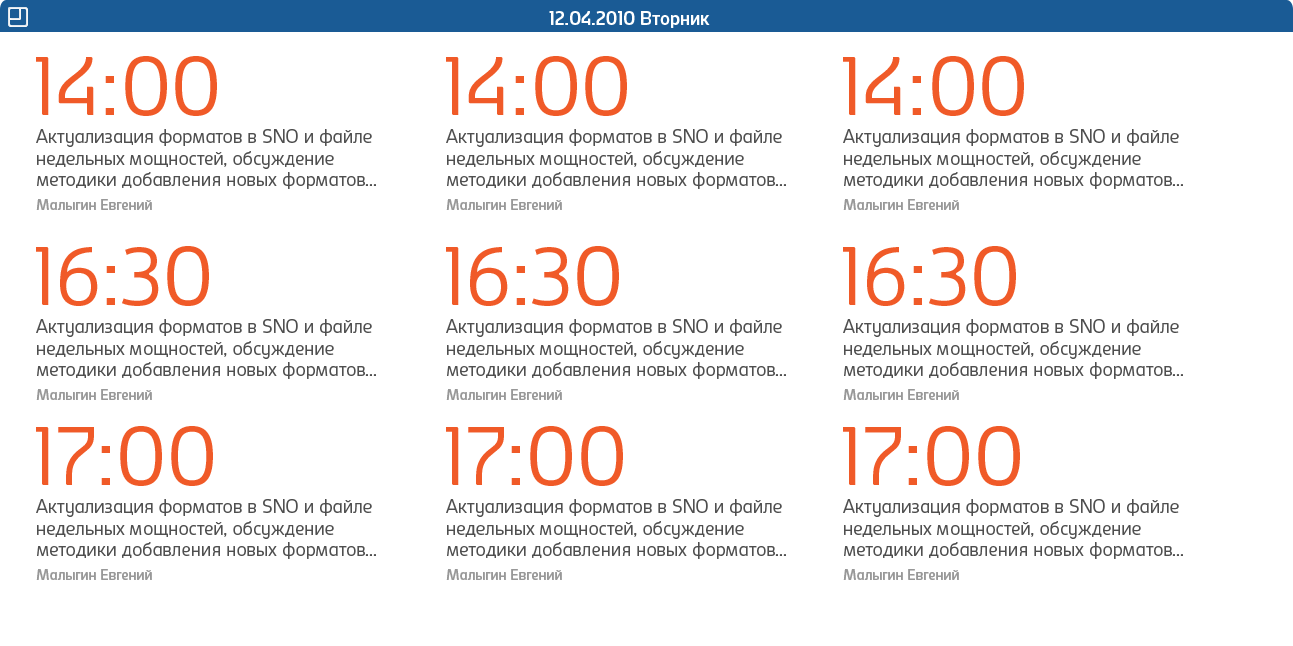 12.04.2010 Вторник
14:00
Актуализация форматов в SNO и файле
недельных мощностей, обсуждение
методики добавления новых форматов...
Малыгин Евгений
14:00
Актуализация форматов в SNO и файле
недельных мощностей, обсуждение
методики добавления новых форматов...
Малыгин Евгений
14:00
Актуализация форматов в SNO и файле
недельных мощностей, обсуждение
методики добавления новых форматов...
Малыгин Евгений
16:30
Актуализация форматов в SNO и файле
недельных мощностей, обсуждение
методики добавления новых форматов...
Малыгин Евгений
16:30
Актуализация форматов в SNO и файле
недельных мощностей, обсуждение
методики добавления новых форматов...
Малыгин Евгений
16:30
Актуализация форматов в SNO и файле
недельных мощностей, обсуждение
методики добавления новых форматов...
Малыгин Евгений
17:00
Актуализация форматов в SNO и файле
недельных мощностей, обсуждение
методики добавления новых форматов...
Малыгин Евгений
17:00
Актуализация форматов в SNO и файле
недельных мощностей, обсуждение
методики добавления новых форматов...
Малыгин Евгений
17:00
Актуализация форматов в SNO и файле
недельных мощностей, обсуждение
методики добавления новых форматов...
Малыгин Евгений